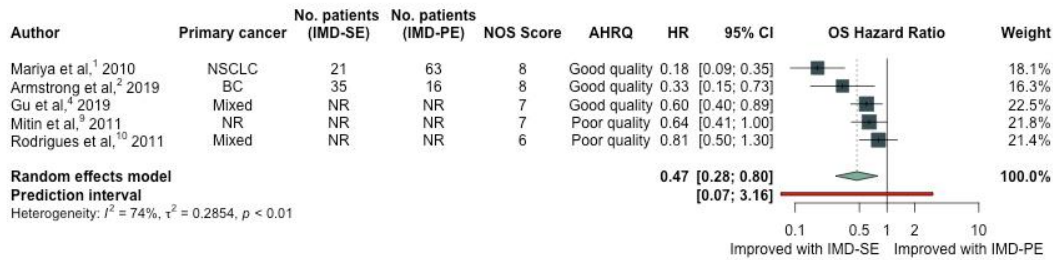 No. patients No. patients
Author Primary cancer (IMD-SE) (IMD-PE) NOS Score AHRQ HR 95% CI OS Hazard Ratio Weight
Mariya et al,¹ 2010 NSCLC 21 63 8 Good quality 0.18 [0.09; 0.35] 18.1%
Armstrong et al,² 2019 BC 35 16 8 Good quality 0.33 [0.15; 0.73] 16.3%
Gu et al,⁴ 2019 Mixed NR NR 7 Good quality 0.60 [0.40; 0.89] 22.5%
Mitin et al,⁹ 2011 NR NR NR 7 Poor quality 0.64 [0.41; 1.00] 21.8%
Rodrigues et al,¹⁰ 2011 Mixed NR NR 6 Poor quality 0.81 [0.50; 1.30] 21.4%
Random effects model 0.47 [0.28; 0.80] 100.0%
Prediction interval [0.07; 3.16]
Heterogeneity: I² = 74%, τ² = 0.2854, p < 0.01
0.1 0.5 1 2 10
Improved with IMD-SE Improved with IMD-PE